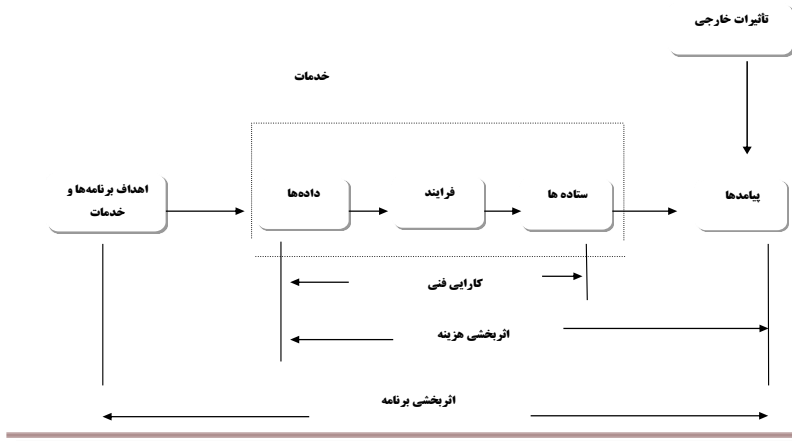 تأثیرات خارجی
خدمات
اهداف برنامه‌ها و
خدمات
داده‌ها
فرایند
ستاده ها
پیامدها
کارایی فنی
اثربخشی هزینه
اثربخشی برنامه